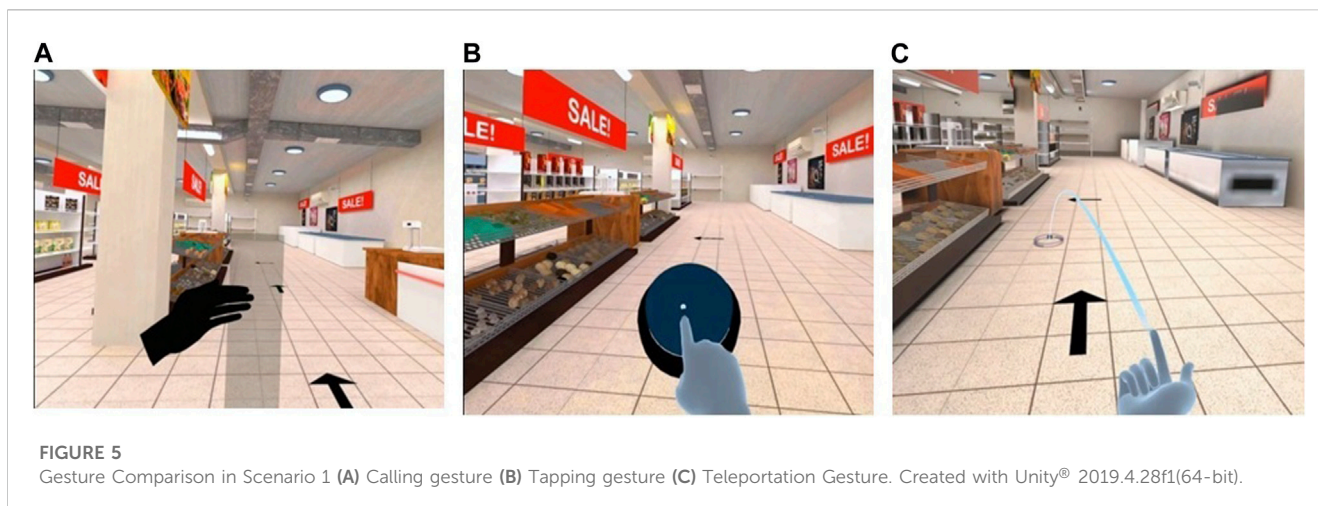 A
B
C
SALE!
SALE!
SALE!
SALE!
SALE!
FIGURE 5
Gesture Comparison in Scenario 1 (A) Calling gesture (B) Tapping gesture (C) Teleportation Gesture. Created with Unity® 2019.4.28f1(64-bit).